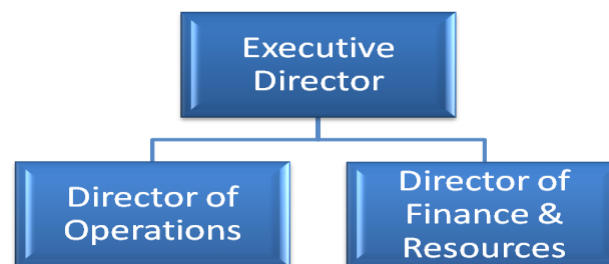 Executive
Director
Director of
Operations
Director of
Finance &
Resources